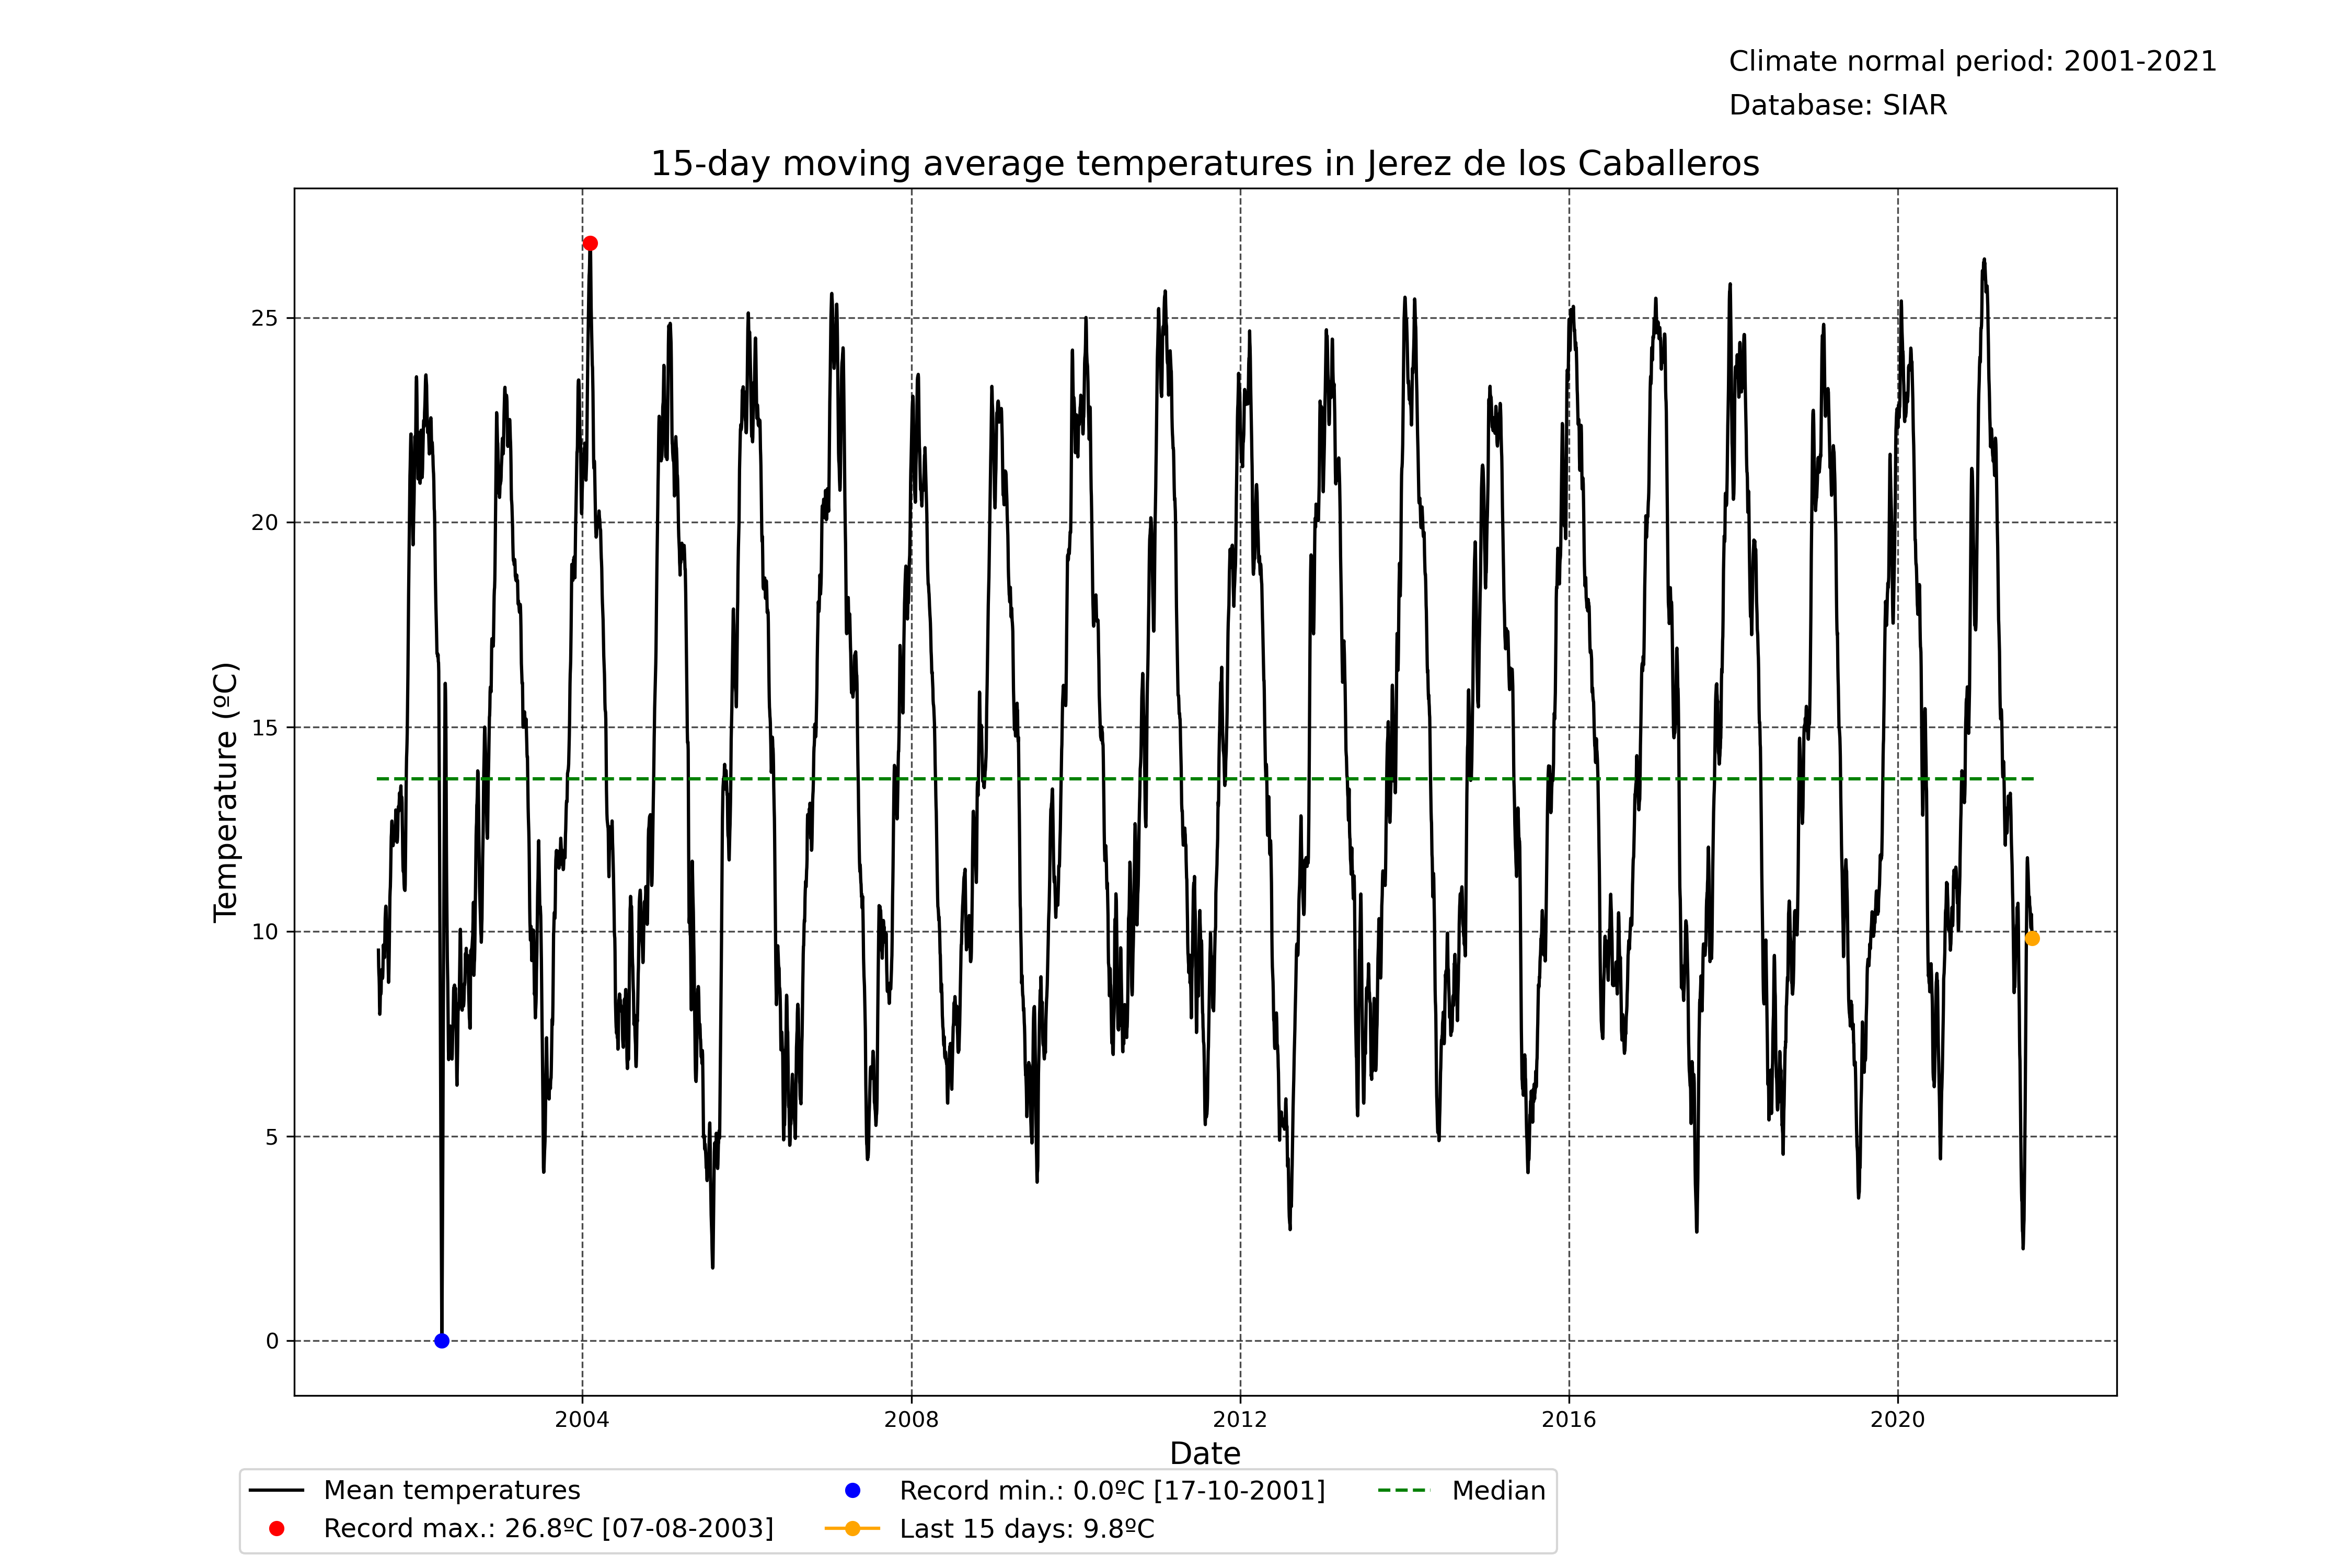 Climate normal period: 2001-2021
Database: SIAR
15-day moving average temperatures in Jerez de los Caballeros
Temperature (ºC)
25
20
15
10
5
0
2004 2008 2012 2016 2020
Date
Mean temperatures
Record max.: 26.8ºC [07-08-2003]
Record min.: 0.0ºC [17-10-2001]
Last 15 days: 9.8ºC
Median